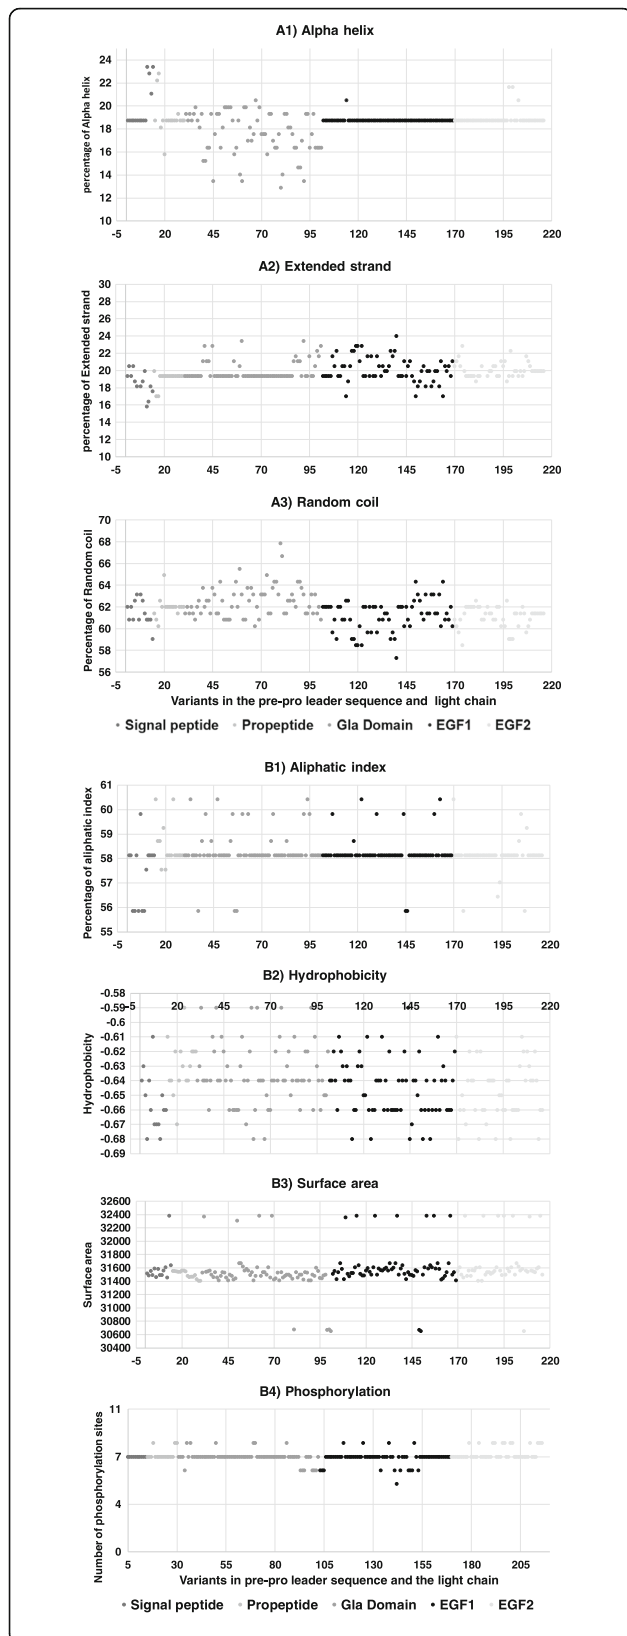 A1) Alpha helix
percentage of Alpha helix
24
22
20
18
16
14
12
10
-5 20 45 70 95 120 145 170 195 220
A2) Extended strand
percentage of Extended strand
30
28
26
24
22
20
18
16
14
12
10
-5 20 45 70 95 120 145 170 195 220
A3) Random coil
Percentage of Random coil
70
68
66
64
62
60
58
56
-5 20 45 70 95 120 145 170 195 220
Variants in the pre-pro leader sequence and light chain
Signal peptide Propeptide Gla Domain EGF1 EGF2
B1) Aliphatic index
Percentage of aliphatic index
61
60
59
58
57
56
55
-5 20 45 70 95 120 145 170 195 220
B2) Hydrophobicity
Hydrophobicity
-0.58
-5 20 45 70 95 120 145 170 195 220
-0.59
-0.6
-0.61
-0.62
-0.63
-0.64
-0.65
-0.66
-0.67
-0.68
-0.69
B3) Surface area
Surface area
32600
32400
32200
32000
31800
31600
31400
31200
31000
30800
30600
30400
-5 20 45 70 95 120 145 170 195 220
B4) Phosphorylation
Number of phosphorylation sites
11
7
4
0
5 30 55 80 105 130 155 180 205
Variants in pre-pro leader sequence and the light chain
Signal peptide Propeptide Gla Domain EGF1 EGF2